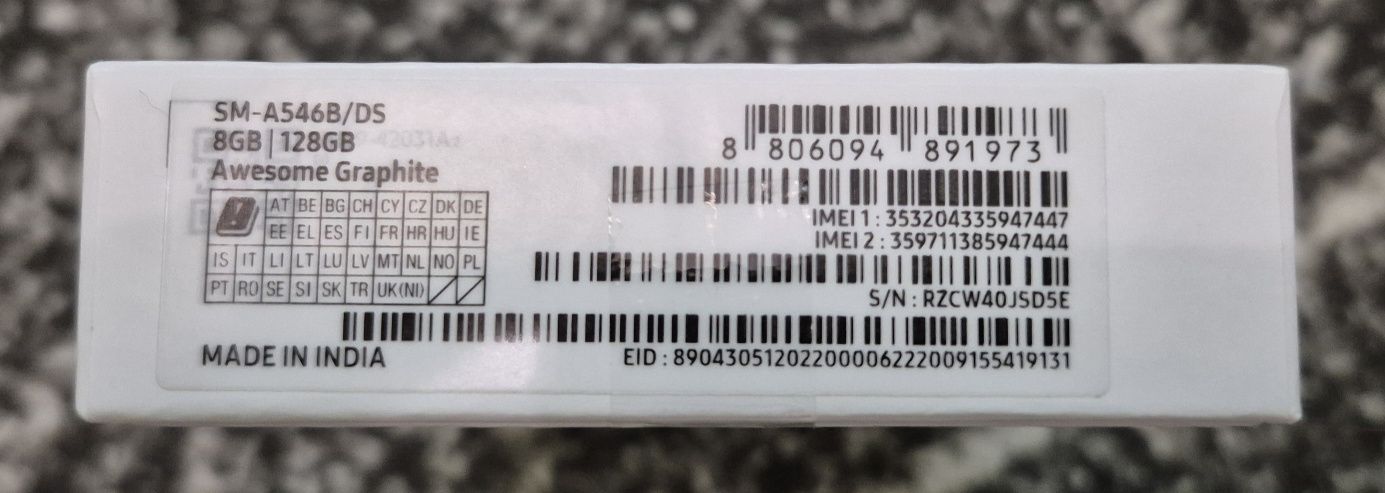 SM-A546B/DS
8GB | 128GB
Awesome Graphite
AT BE BG CH CY CZ DK DE
EE EL ES FI FR HR HU IE
IS IT LI LT LU LV MT NL NO PL
PT RO SE SI SK TR UK(NI)
MADE IN INDIA
8 806094 891973
IMEI 1 : 353204335947447
IMEI 2 : 359711385947444
S/N : RZCW40JSD5E
EID : 89043051202200006222009155419131